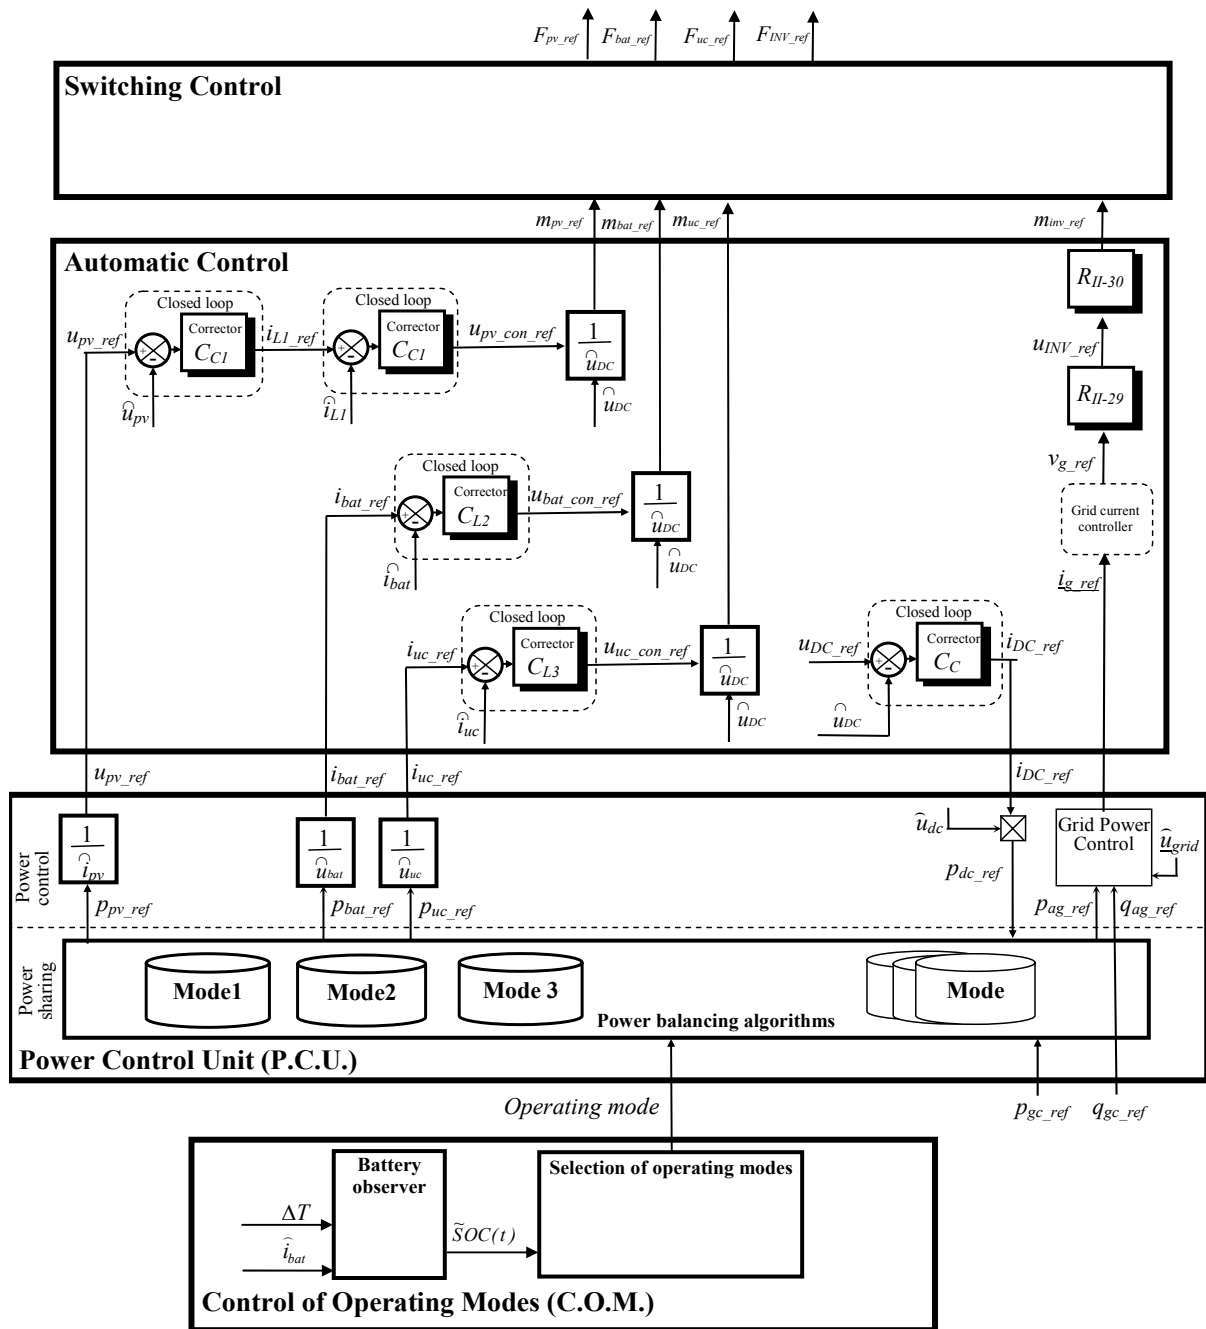 F_pv_ref F_bat_ref F_uc_ref F_INV_ref
Switching Control
m_pv_ref m_bat_ref m_uc_ref m_inv_ref
Automatic Control
R_II-30
Closed loop Closed loop
u_pv_ref + - Corrector C_C1 i_L1_ref + - Corrector C_C1 u_pv_con_ref 1 / û_DC
u_INV_ref
û_pv î_L1 û_DC
R_II-29
v_g_ref
Closed loop
i_bat_ref + - Corrector C_L2 u_bat_con_ref 1 / û_DC
Grid current
controller
î_bat û_DC
i_g_ref
Closed loop Closed loop
i_uc_ref + - Corrector C_L3 u_uc_con_ref 1 / û_DC u_DC_ref + - Corrector C_C i_DC_ref
î_uc û_DC û_DC
u_pv_ref i_bat_ref i_uc_ref i_DC_ref
Power
control
1 / î_pv 1 / û_bat 1 / û_uc û_dc
Grid Power
Control
û_grid
p_pv_ref p_bat_ref p_uc_ref p_dc_ref p_ag_ref q_ag_ref
Power
sharing
Mode1 Mode2 Mode 3 Mode
Power balancing algorithms
Power Control Unit (P.C.U.)
Operating mode p_gc_ref q_gc_ref
Battery
observer
Selection of operating modes
ΔT
S̃OC(t)
î_bat
Control of Operating Modes (C.O.M.)